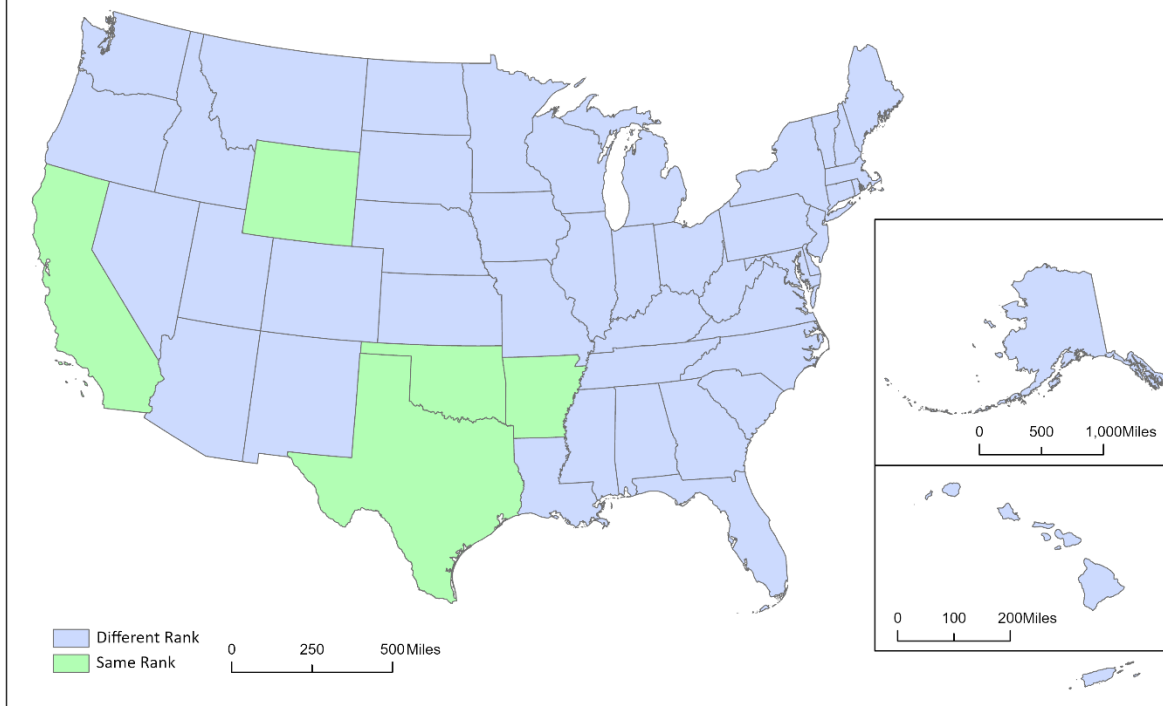 0 500 1,000Miles
0 100 200Miles
Different Rank
Same Rank
0 250 500Miles